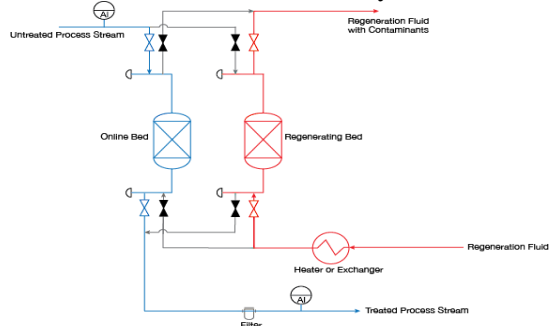 AI
Untreated Process Stream
Regeneration Fluid
with Contaminants
Online Bed
Regenerating Bed
Regeneration Fluid
Heater or Exchanger
AI
Treated Process Stream
Filter